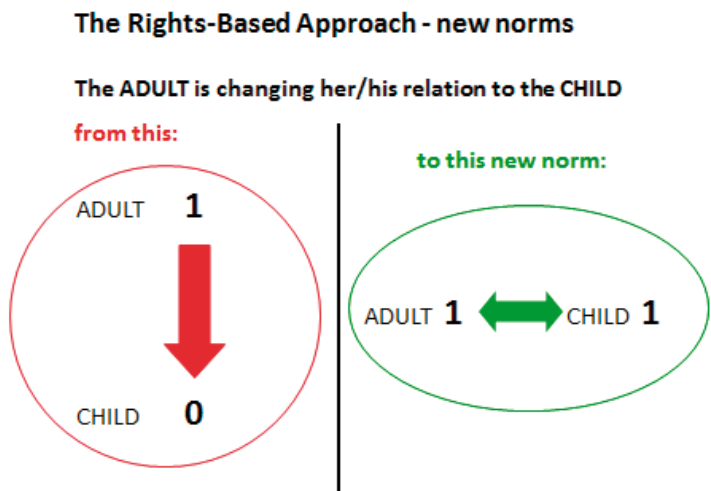 The Rights-Based Approach - new norms
The ADULT is changing her/his relation to the CHILD
from this:
ADULT 1
CHILD 0
to this new norm:
ADULT 1 CHILD 1